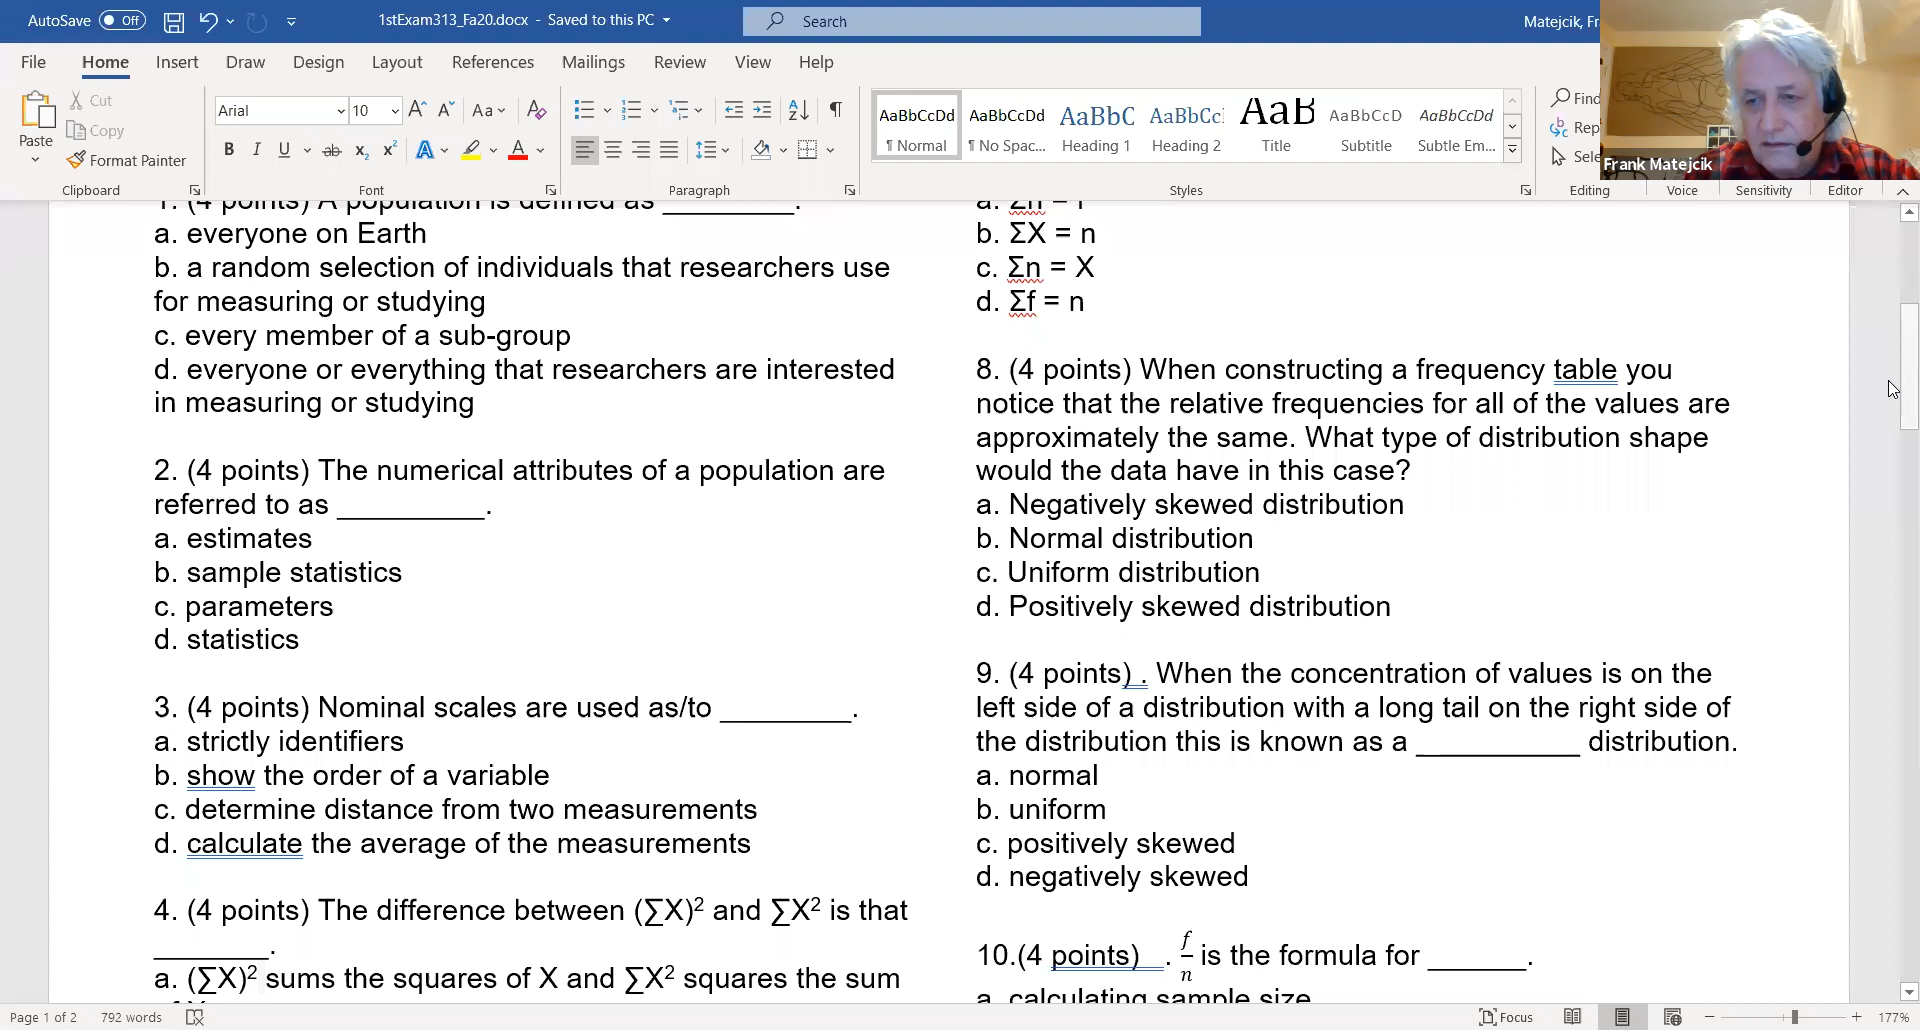 AutoSave Off 1stExam313_Fa20.docx - Saved to this PC Search Matejcik, Fr
File Home Insert Draw Design Layout References Mailings Review View Help
Paste Cut Copy Format Painter
Arial 10
AaBbCcDd AaBbCcDd AaBbC AaBbCc AaB AaBbCcD AaBbCcDd
¶ Normal ¶ No Spac... Heading 1 Heading 2 Title Subtitle Subtle Em...
Find
Rep
Sele
Frank Matejcik
Clipboard Font Paragraph Styles Editing Voice Sensitivity Editor
1. (4 points) A population is defined as ________.
a. everyone on Earth
b. a random selection of individuals that researchers use
for measuring or studying
c. every member of a sub-group
d. everyone or everything that researchers are interested
in measuring or studying
2. (4 points) The numerical attributes of a population are
referred to as _________.
a. estimates
b. sample statistics
c. parameters
d. statistics
3. (4 points) Nominal scales are used as/to ________.
a. strictly identifiers
b. show the order of a variable
c. determine distance from two measurements
d. calculate the average of the measurements
4. (4 points) The difference between (∑X)² and ∑X² is that
_______.
a. (∑X)² sums the squares of X and ∑X² squares the sum
b. ΣX = n
c. Σn = X
d. Σf = n
8. (4 points) When constructing a frequency table you
notice that the relative frequencies for all of the values are
approximately the same. What type of distribution shape
would the data have in this case?
a. Negatively skewed distribution
b. Normal distribution
c. Uniform distribution
d. Positively skewed distribution
9. (4 points) . When the concentration of values is on the
left side of a distribution with a long tail on the right side of
the distribution this is known as a __________ distribution.
a. normal
b. uniform
c. positively skewed
d. negatively skewed
10.(4 points) . f/n is the formula for ______.
a. calculating sample size
Page 1 of 2 792 words Focus 177%